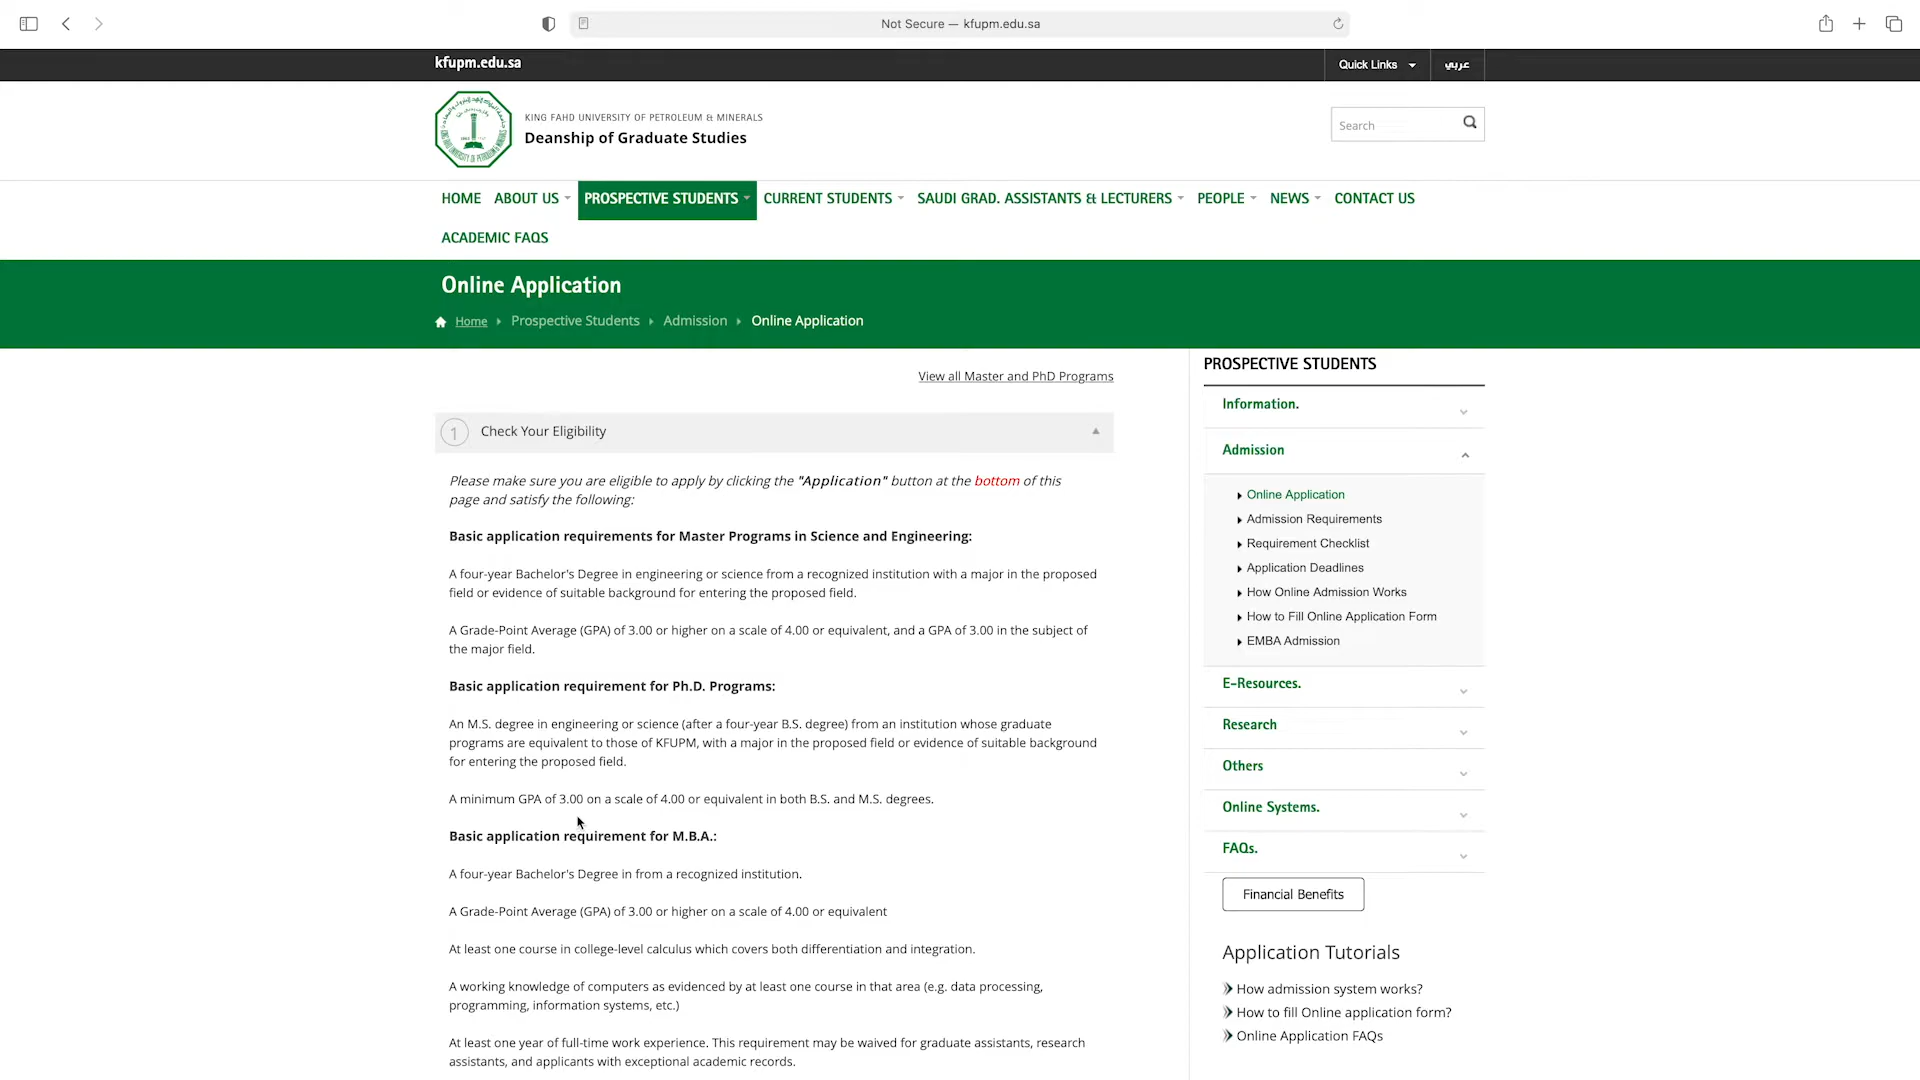 Not Secure — kfupm.edu.sa
kfupm.edu.sa
Quick Links
عربي
KING FAHD UNIVERSITY OF PETROLEUM & MINERALS
Deanship of Graduate Studies
Search
HOME ABOUT US PROSPECTIVE STUDENTS CURRENT STUDENTS SAUDI GRAD. ASSISTANTS & LECTURERS PEOPLE NEWS CONTACT US
ACADEMIC FAQS
Online Application
Home Prospective Students Admission Online Application
View all Master and PhD Programs
1 Check Your Eligibility
Please make sure you are eligible to apply by clicking the "Application" button at the bottom of this
page and satisfy the following:
Basic application requirements for Master Programs in Science and Engineering:
A four-year Bachelor's Degree in engineering or science from a recognized institution with a major in the proposed
field or evidence of suitable background for entering the proposed field.
A Grade-Point Average (GPA) of 3.00 or higher on a scale of 4.00 or equivalent, and a GPA of 3.00 in the subject of
the major field.
Basic application requirement for Ph.D. Programs:
An M.S. degree in engineering or science (after a four-year B.S. degree) from an institution whose graduate
programs are equivalent to those of KFUPM, with a major in the proposed field or evidence of suitable background
for entering the proposed field.
A minimum GPA of 3.00 on a scale of 4.00 or equivalent in both B.S. and M.S. degrees.
Basic application requirement for M.B.A.:
A four-year Bachelor's Degree in from a recognized institution.
A Grade-Point Average (GPA) of 3.00 or higher on a scale of 4.00 or equivalent
At least one course in college-level calculus which covers both differentiation and integration.
A working knowledge of computers as evidenced by at least one course in that area (e.g. data processing,
programming, information systems, etc.)
At least one year of full-time work experience. This requirement may be waived for graduate assistants, research
assistants, and applicants with exceptional academic records.
PROSPECTIVE STUDENTS
Information.
Admission
Online Application
Admission Requirements
Requirement Checklist
Application Deadlines
How Online Admission Works
How to Fill Online Application Form
EMBA Admission
E-Resources.
Research
Others
Online Systems.
FAQs.
Financial Benefits
Application Tutorials
How admission system works?
How to fill Online application form?
Online Application FAQs